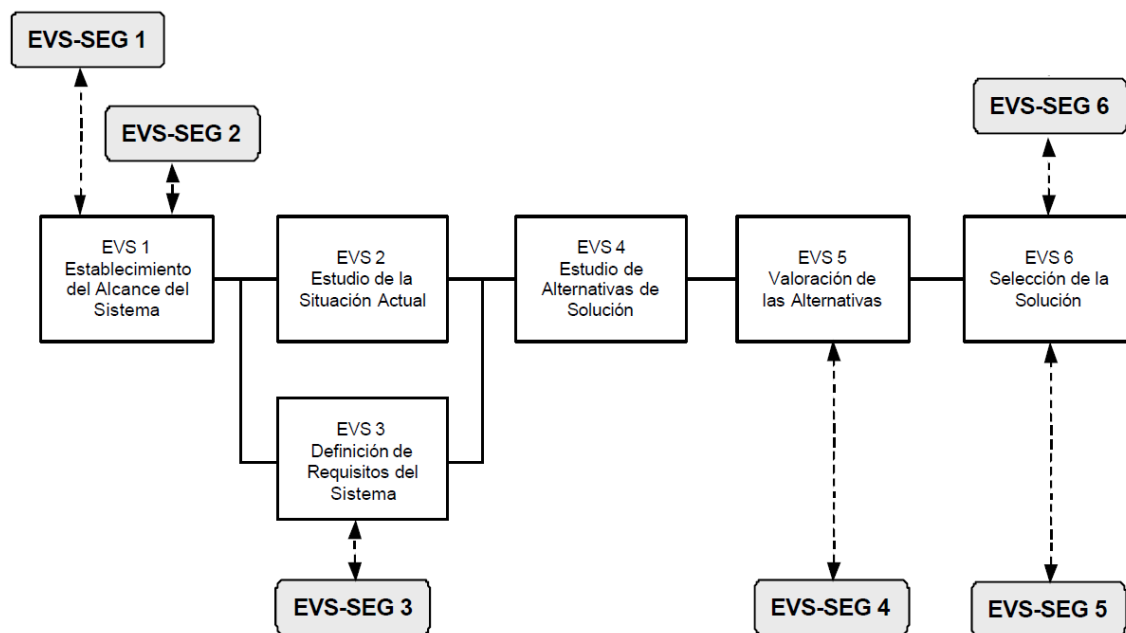 EVS-SEG 1
EVS-SEG 2
EVS-SEG 6
EVS 1
Establecimiento
del Alcance del
Sistema
EVS 2
Estudio de la
Situación Actual
EVS 4
Estudio de
Alternativas de
Solución
EVS 5
Valoración de
las Alternativas
EVS 6
Selección de la
Solución
EVS 3
Definición de
Requisitos del
Sistema
EVS-SEG 3
EVS-SEG 4
EVS-SEG 5